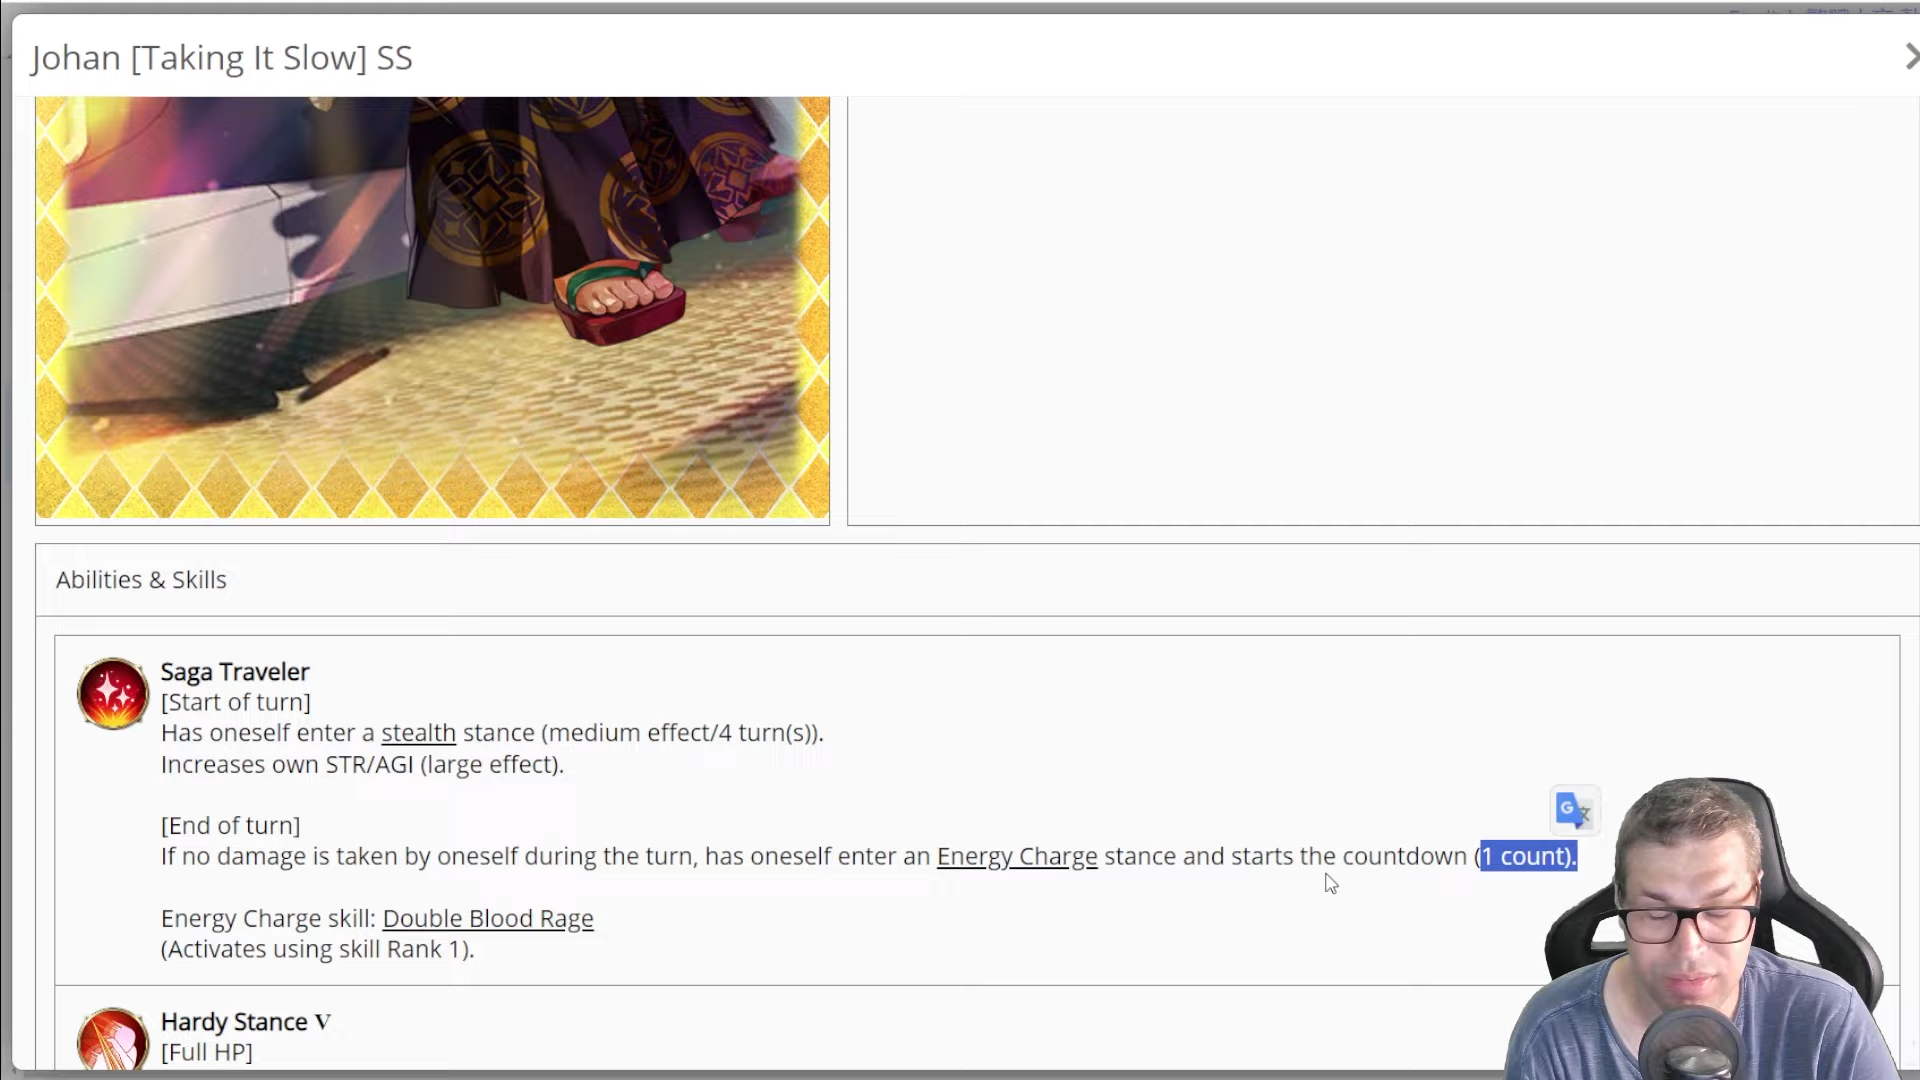 Johan [Taking It Slow] SS
Abilities & Skills
Saga Traveler
[Start of turn]
Has oneself enter a stealth stance (medium effect/4 turn(s)).
Increases own STR/AGI (large effect).
[End of turn]
If no damage is taken by oneself during the turn, has oneself enter an Energy Charge stance and starts the countdown (1 count).
Energy Charge skill: Double Blood Rage
(Activates using skill Rank 1).
Hardy Stance V
[Full HP]